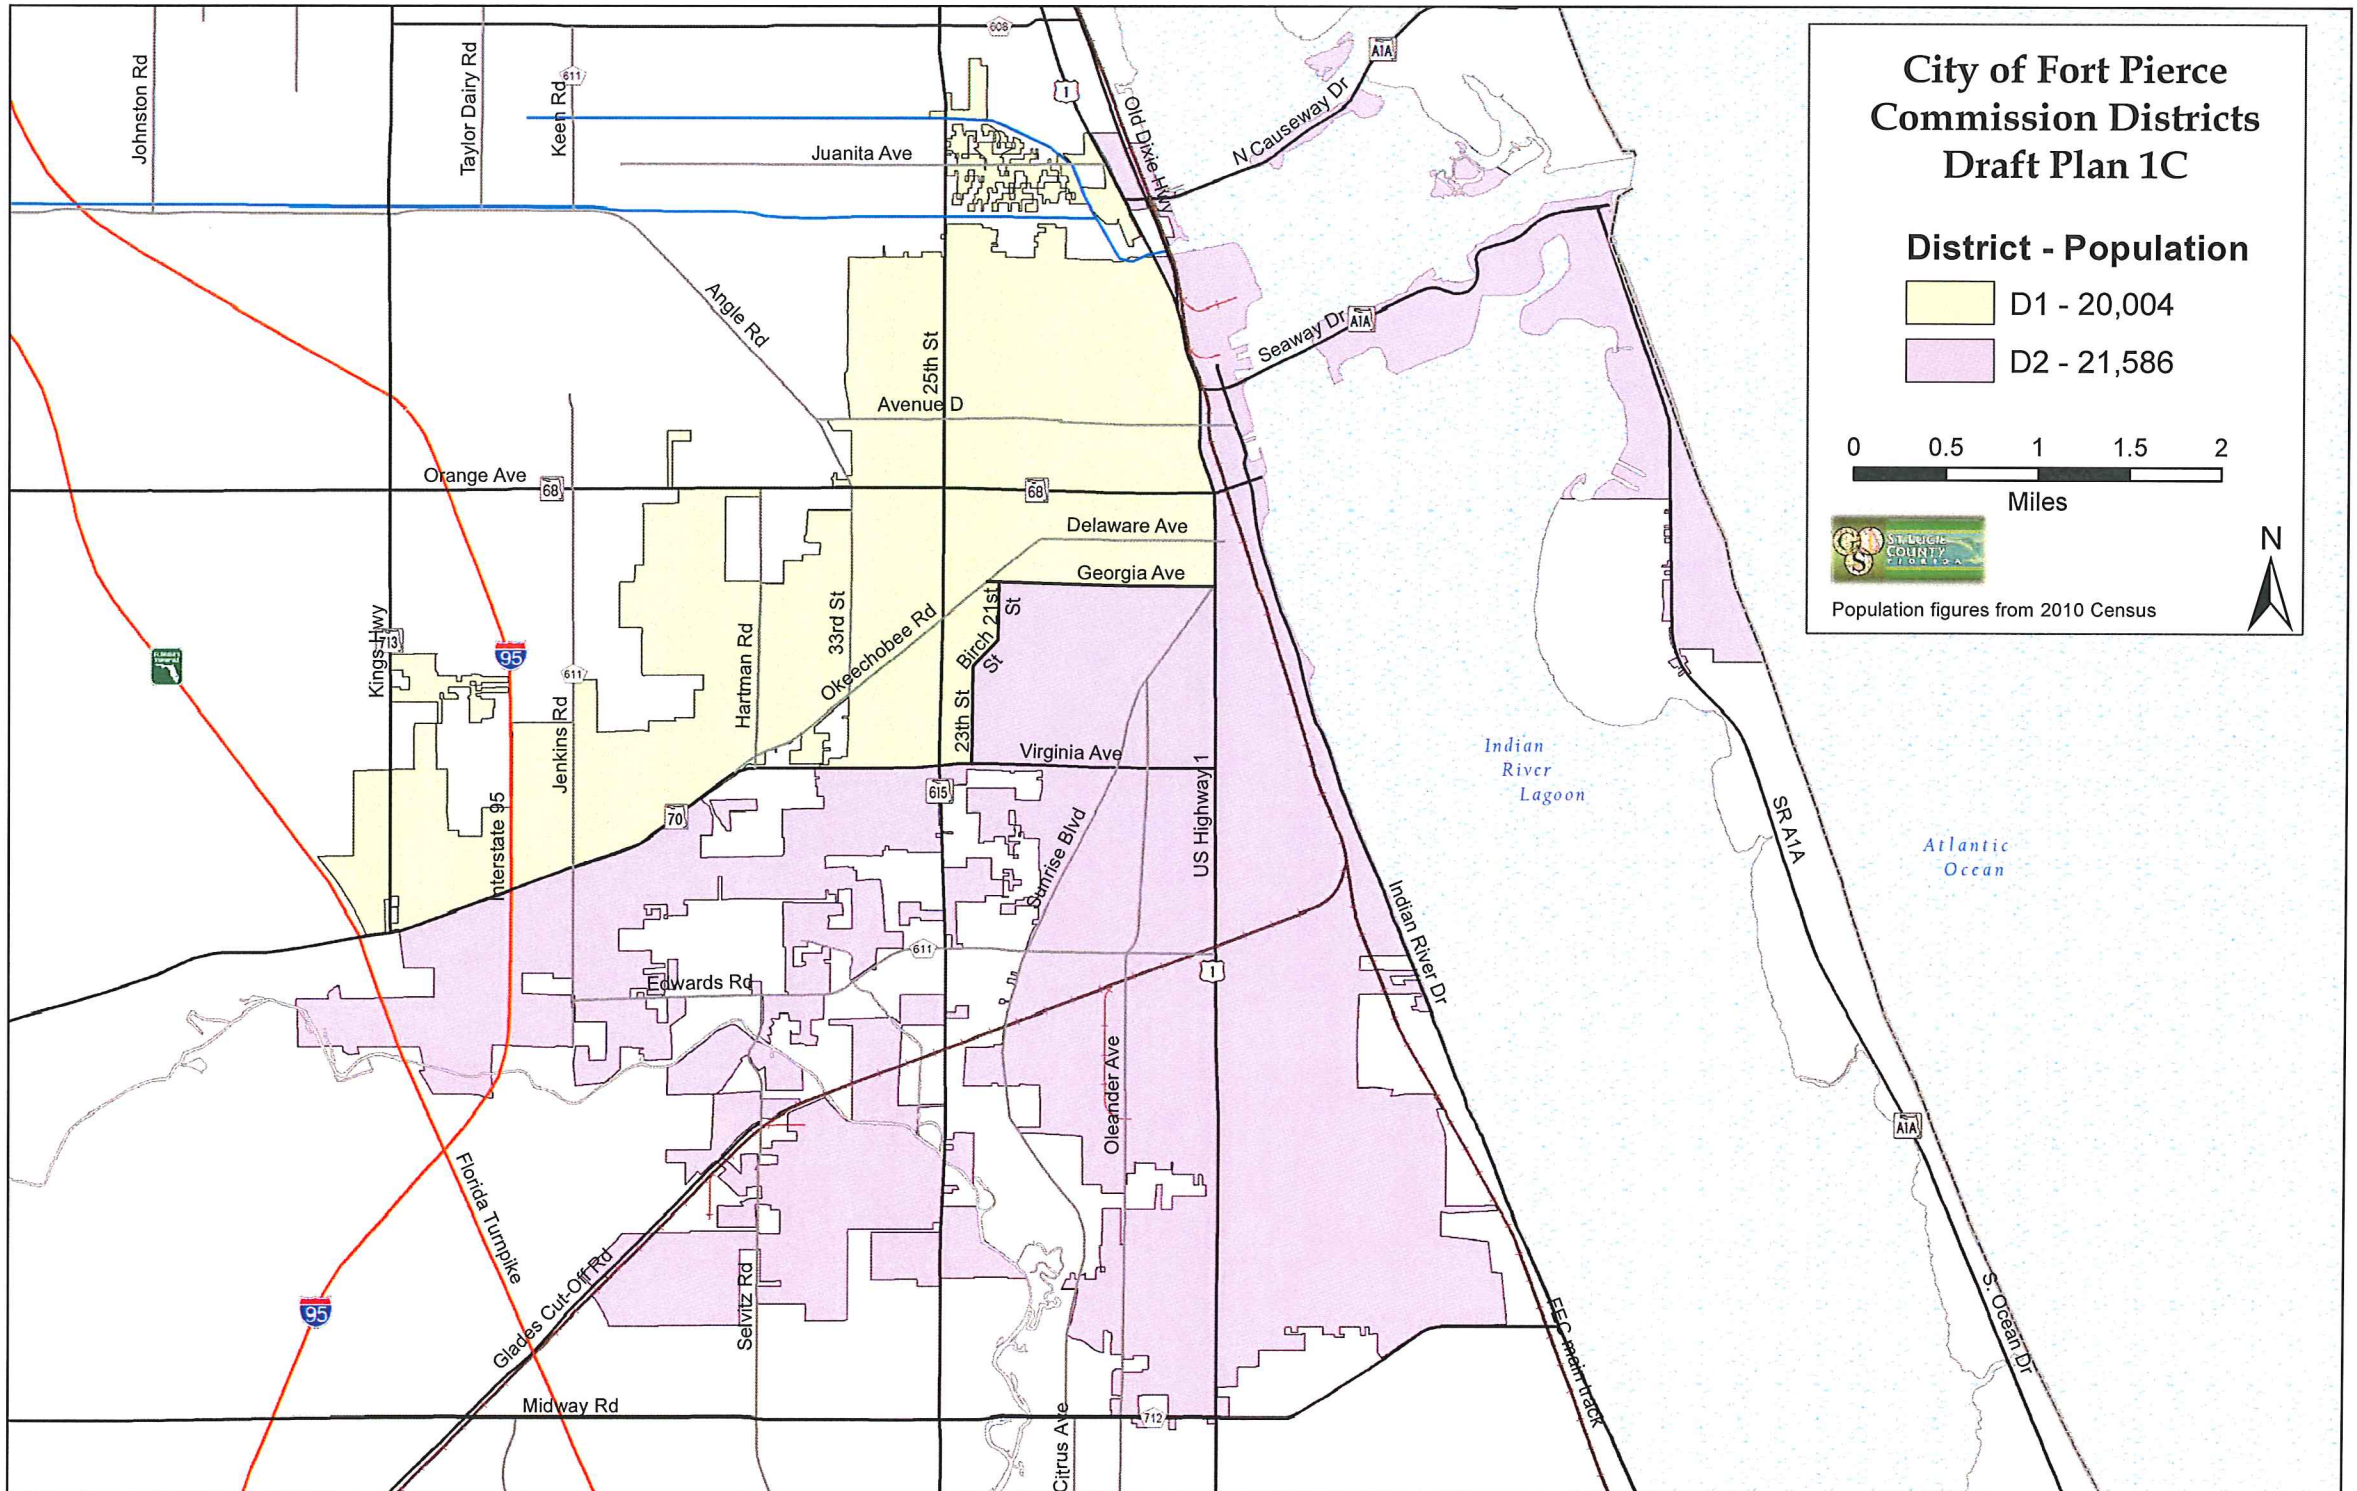 City of Fort Pierce
Commission Districts
Draft Plan 1C
District - Population
D1 - 20,004
D2 - 21,586
0 0.5 1 1.5 2
Miles
ST. LUCIE
COUNTY
FLORIDA
G
S
N
Population figures from 2010 Census
608
Johnston Rd
Taylor Dairy Rd
611
Keen Rd
1
Old Dixie Hwy
A1A
N Causeway Dr
Juanita Ave
Angle Rd
25th St
Seaway Dr
A1A
Avenue D
Orange Ave
68
68
Delaware Ave
Georgia Ave
Kings Hwy
713
95
611
Jenkins Rd
Hartman Rd
33rd St
Okeechobee Rd
21st
St
Birch
St
23th St
Virginia Ave
615
70
Interstate 95
Sunrise Blvd
US Highway 1
Indian
River
Lagoon
SR A1A
Atlantic
Ocean
Indian River Dr
611
1
Edwards Rd
Oleander Ave
A1A
Florida Turnpike
95
Glades Cut-Off Rd
Selvitz Rd
S. Ocean Dr
FEC main track
Midway Rd
712
Citrus Ave